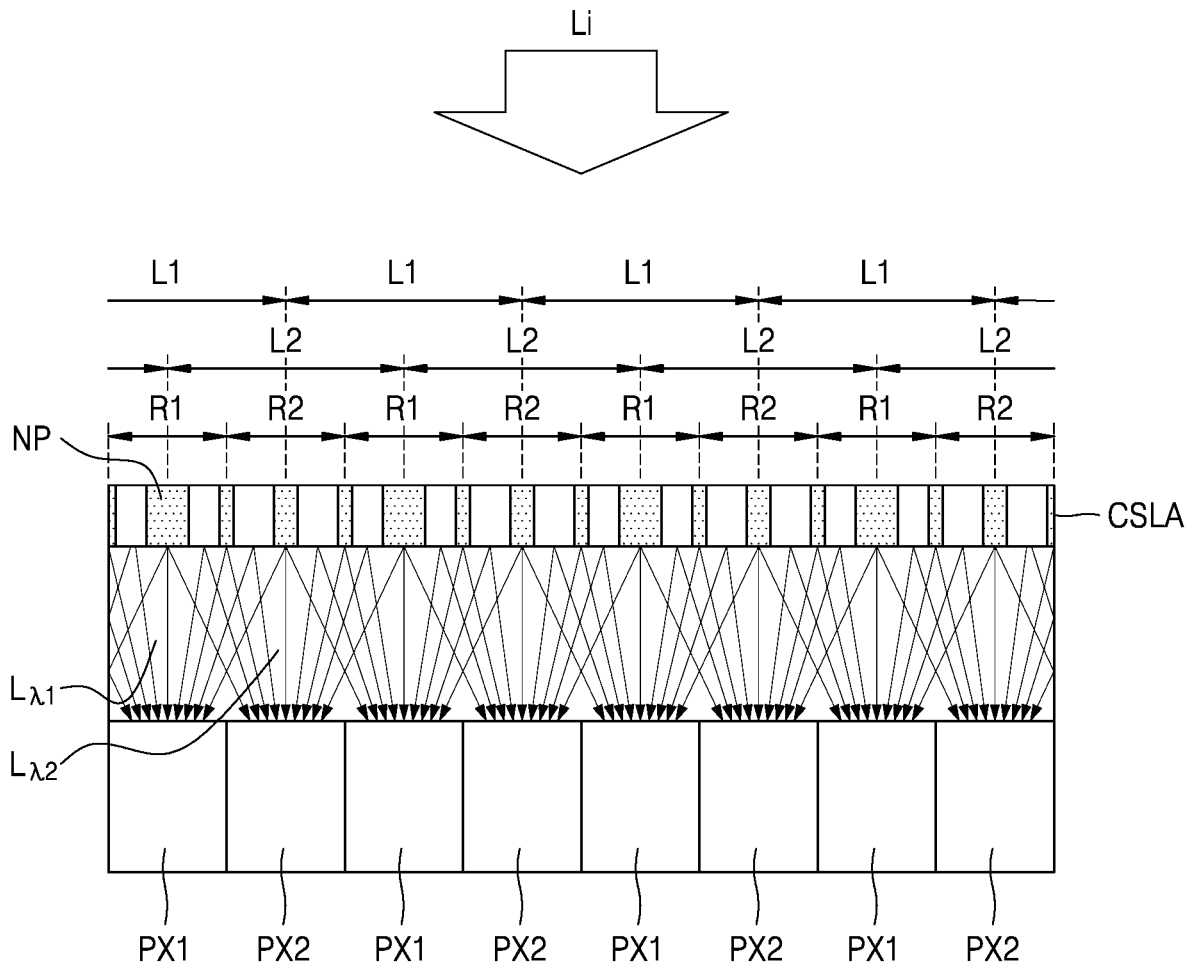 Li
L1 L1 L1 L1
L2 L2 L2 L2
R1 R2 R1 R2 R1 R2 R1 R2
NP
CSLA
Lλ1
Lλ2
PX1 PX2 PX1 PX2 PX1 PX2 PX1 PX2